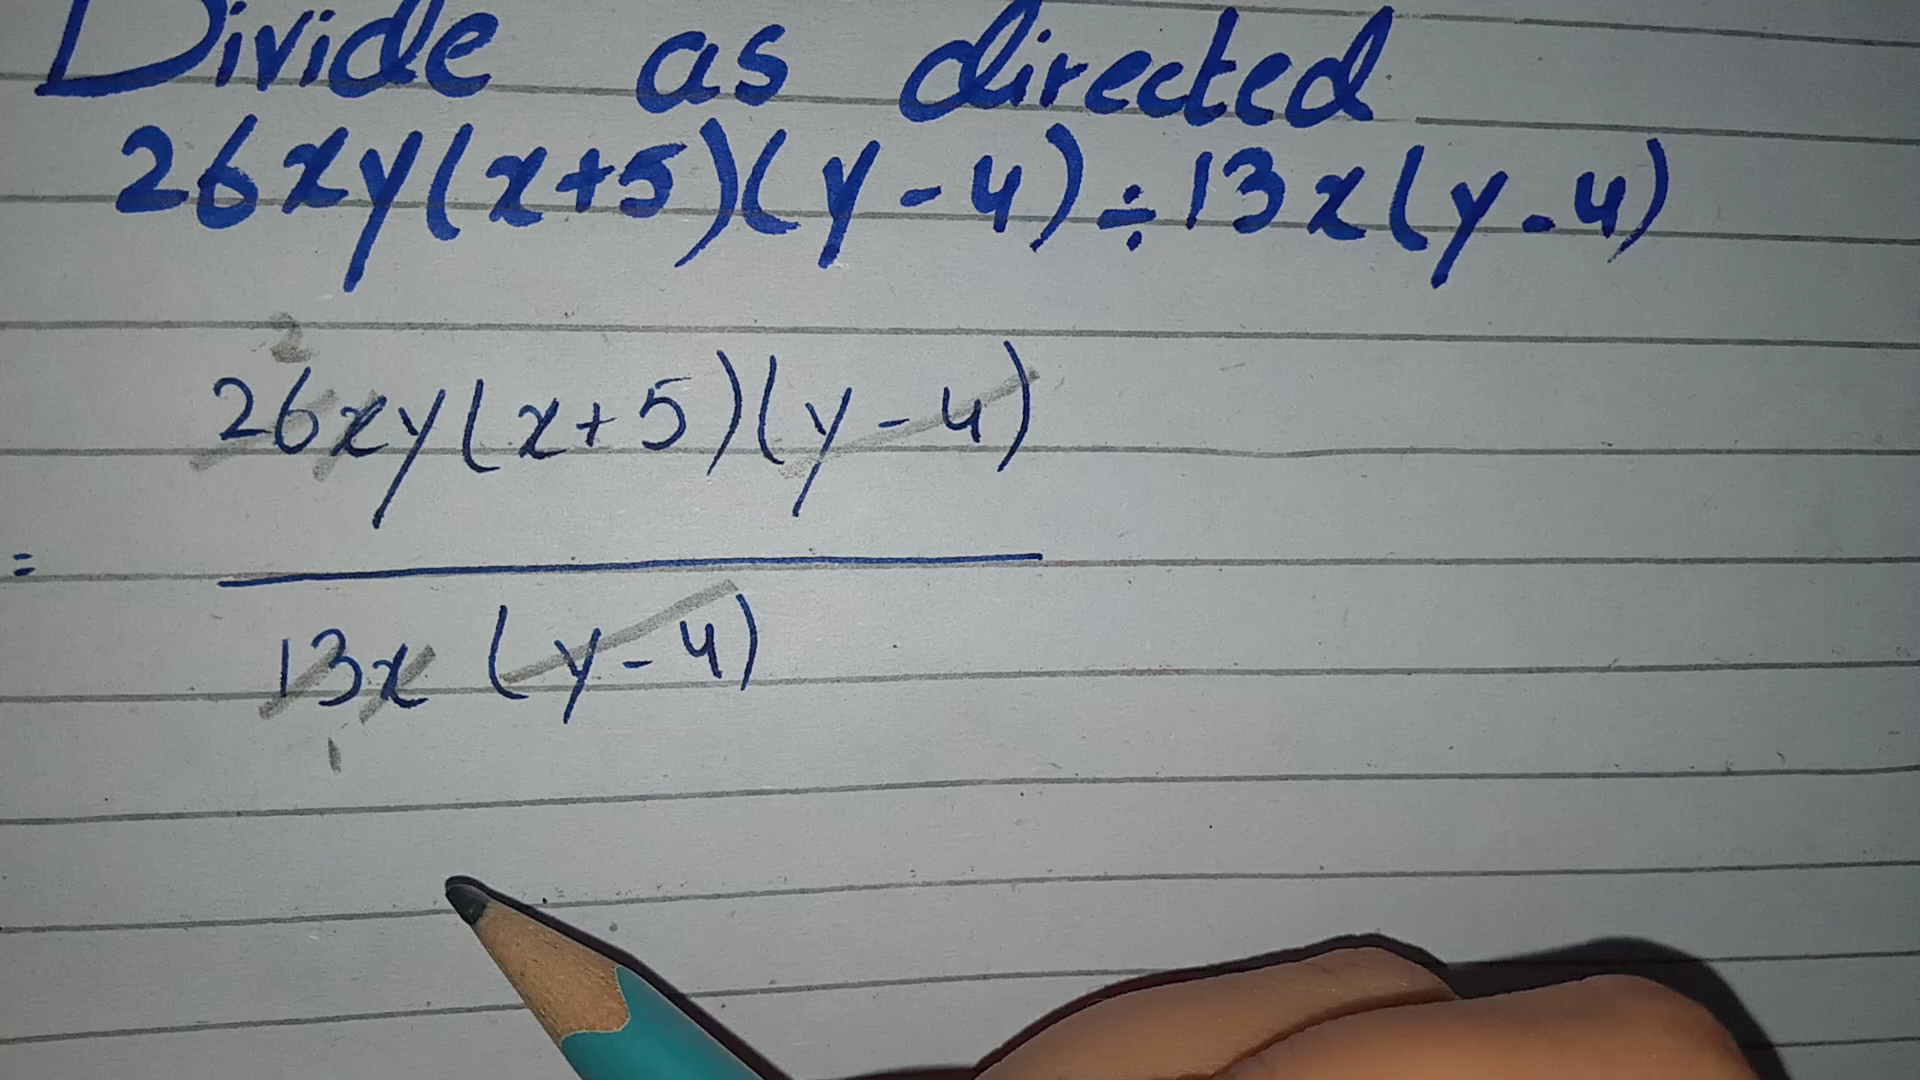 Divide as directed
26xy(x+5)(y-4)÷13x(y-4)
2
26xy(x+5)(y-4)
=
13x(y-4)
1